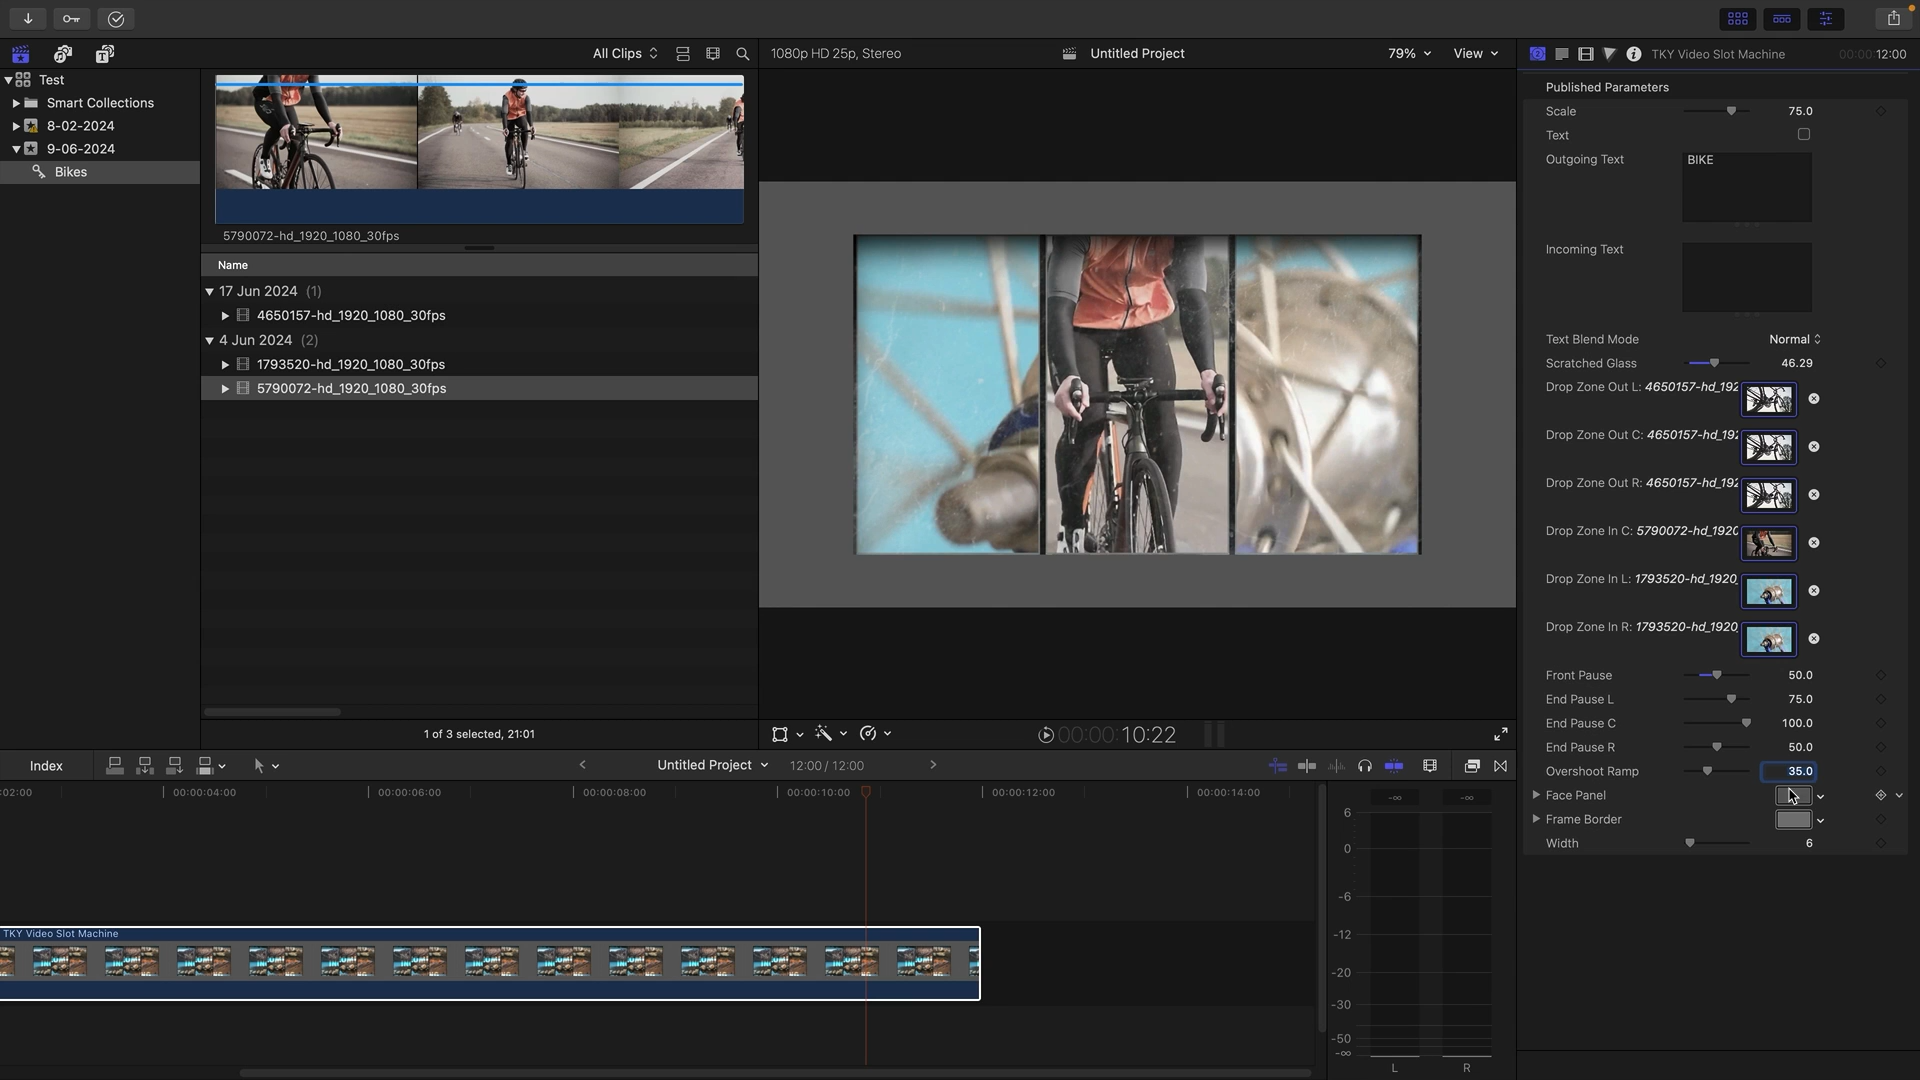 All Clips
1080p HD 25p, Stereo
Untitled Project
79%
View
TKY Video Slot Machine
00:00:12:00
Test
Smart Collections
8-02-2024
9-06-2024
Bikes
5790072-hd_1920_1080_30fps
Name
17 Jun 2024 (1)
4650157-hd_1920_1080_30fps
4 Jun 2024 (2)
1793520-hd_1920_1080_30fps
5790072-hd_1920_1080_30fps
1 of 3 selected, 21:01
00:00:10:22
Published Parameters
Scale 75.0
Text
Outgoing Text BIKE
Incoming Text
Text Blend Mode Normal
Scratched Glass 46.29
Drop Zone Out L: 4650157-hd_192
Drop Zone Out C: 4650157-hd_192
Drop Zone Out R: 4650157-hd_192
Drop Zone In C: 5790072-hd_1920
Drop Zone In L: 1793520-hd_1920_
Drop Zone In R: 1793520-hd_1920_
Front Pause 50.0
End Pause L 75.0
End Pause C 100.0
End Pause R 50.0
Overshoot Ramp 35.0
Face Panel
Frame Border
Width 6
Index
Untitled Project
12:00 / 12:00
:02:00
00:00:04:00
00:00:06:00
00:00:08:00
00:00:10:00
00:00:12:00
00:00:14:00
TKY Video Slot Machine
-∞ -∞
6
0
-6
-12
-20
-30
-50
-∞
L R